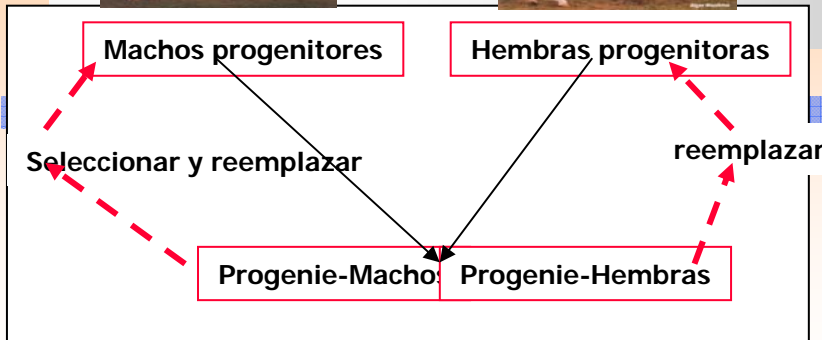 Machos progenitores
Hembras progenitoras
Seleccionar y reemplazar
reemplazar
Progenie-Machos
Progenie-Hembras